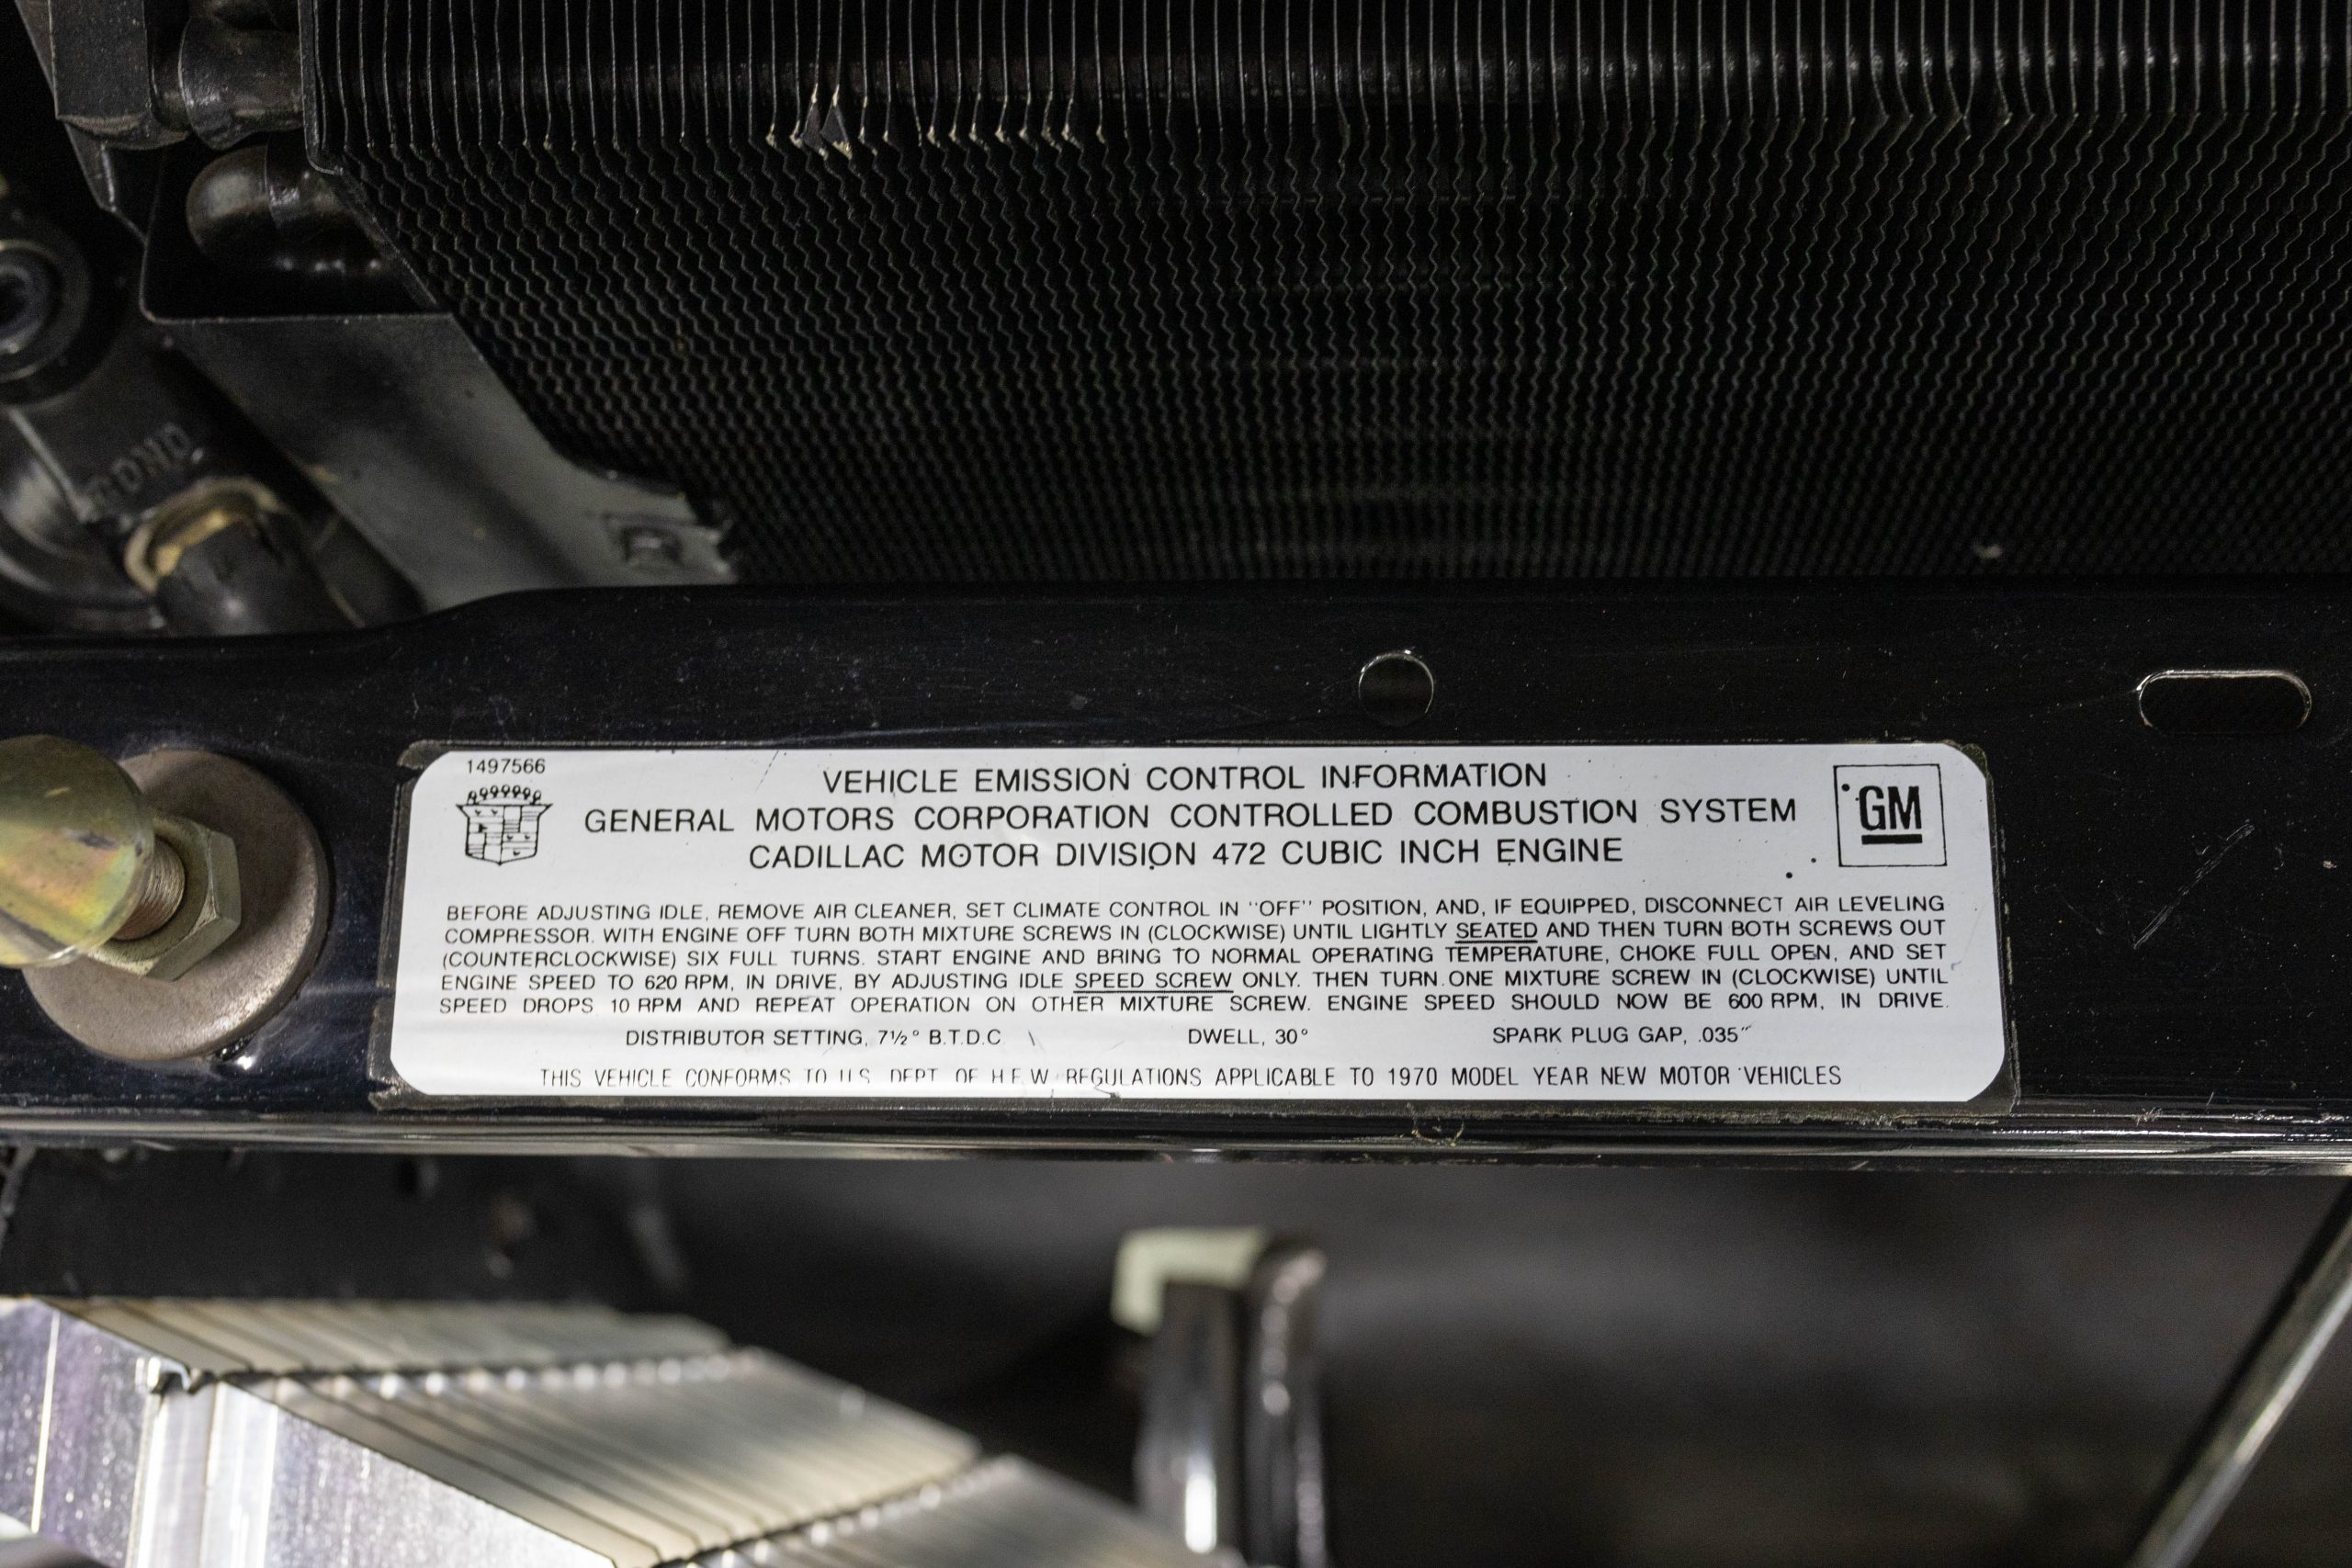 COND
1497566
VEHICLE EMISSION CONTROL INFORMATION
GENERAL MOTORS CORPORATION CONTROLLED COMBUSTION SYSTEM
CADILLAC MOTOR DIVISION 472 CUBIC INCH ENGINE
GM
BEFORE ADJUSTING IDLE, REMOVE AIR CLEANER, SET CLIMATE CONTROL IN "OFF" POSITION, AND, IF EQUIPPED, DISCONNECT AIR LEVELING
COMPRESSOR. WITH ENGINE OFF TURN BOTH MIXTURE SCREWS IN (CLOCKWISE) UNTIL LIGHTLY SEATED AND THEN TURN BOTH SCREWS OUT
(COUNTERCLOCKWISE) SIX FULL TURNS. START ENGINE AND BRING TO NORMAL OPERATING TEMPERATURE, CHOKE FULL OPEN, AND SET
ENGINE SPEED TO 620 RPM, IN DRIVE, BY ADJUSTING IDLE SPEED SCREW ONLY. THEN TURN ONE MIXTURE SCREW IN (CLOCKWISE) UNTIL
SPEED DROPS 10 RPM AND REPEAT OPERATION ON OTHER MIXTURE SCREW. ENGINE SPEED SHOULD NOW BE 600 RPM, IN DRIVE.
DISTRIBUTOR SETTING, 7½° B.T.D.C. DWELL, 30° SPARK PLUG GAP, .035"
THIS VEHICLE CONFORMS TO U.S. DEPT. OF H.E.W. REGULATIONS APPLICABLE TO 1970 MODEL YEAR NEW MOTOR VEHICLES